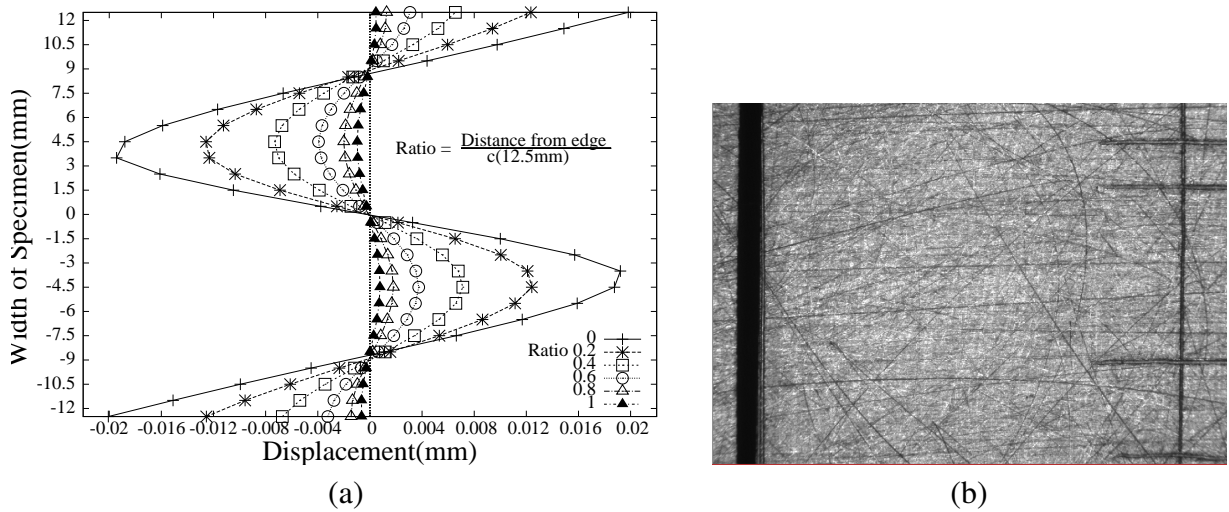 12
10.5
9
7.5
6
4.5
3
1.5
0
-1.5
-3
-4.5
-6
-7.5
-9
-10.5
-12
Width of Specimen(mm)
Ratio = Distance from edge
c(12.5mm)
0
Ratio 0.2
0.4
0.6
0.8
1
-0.02 -0.016 -0.012 -0.008 -0.004 0 0.004 0.008 0.012 0.016 0.02
Displacement(mm)
(a)
(b)